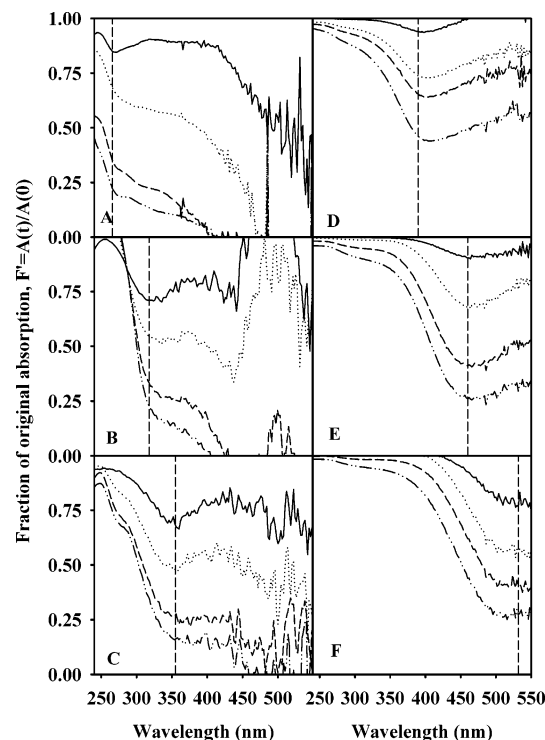 Fraction of original absorption, F'=A(t)/A(0)
1.00
0.75
0.50
0.25
0.00
A
D
0.75
0.50
0.25
0.00
B
E
0.75
0.50
0.25
0.00
C
F
250 300 350 400 450 500
250 300 350 400 450 500 550
Wavelength (nm)
Wavelength (nm)